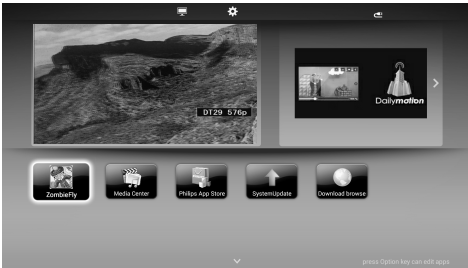 DT29 576p
Dailymotion
ZombieFly
Media Center
Philips App Store
SystemUpdate
Download browse
press Option key can edit apps